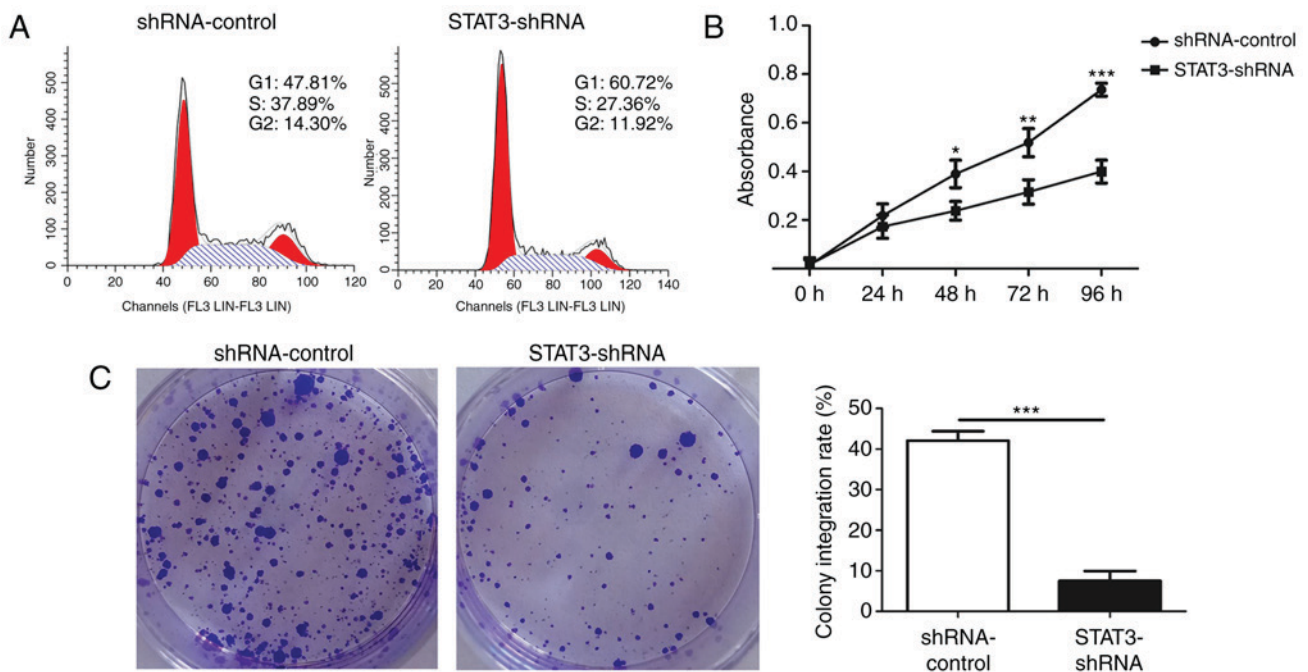 A
shRNA-control
STAT3-shRNA
G1: 47.81%
S: 37.89%
G2: 14.30%
G1: 60.72%
S: 27.36%
G2: 11.92%
Number
500
400
300
200
100
0
0 20 40 60 80 100 120
Channels (FL3 LIN-FL3 LIN)
Number
500
400
300
200
100
0
0 20 40 60 80 100 120 140
Channels (FL3 LIN-FL3 LIN)
B
shRNA-control
STAT3-shRNA
Absorbance
1.0
0.8
0.6
0.4
0.2
*
**
***
0 h 24 h 48 h 72 h 96 h
C
shRNA-control
STAT3-shRNA
Colony integration rate (%)
50
40
30
20
10
0
***
shRNA-
control
STAT3-
shRNA